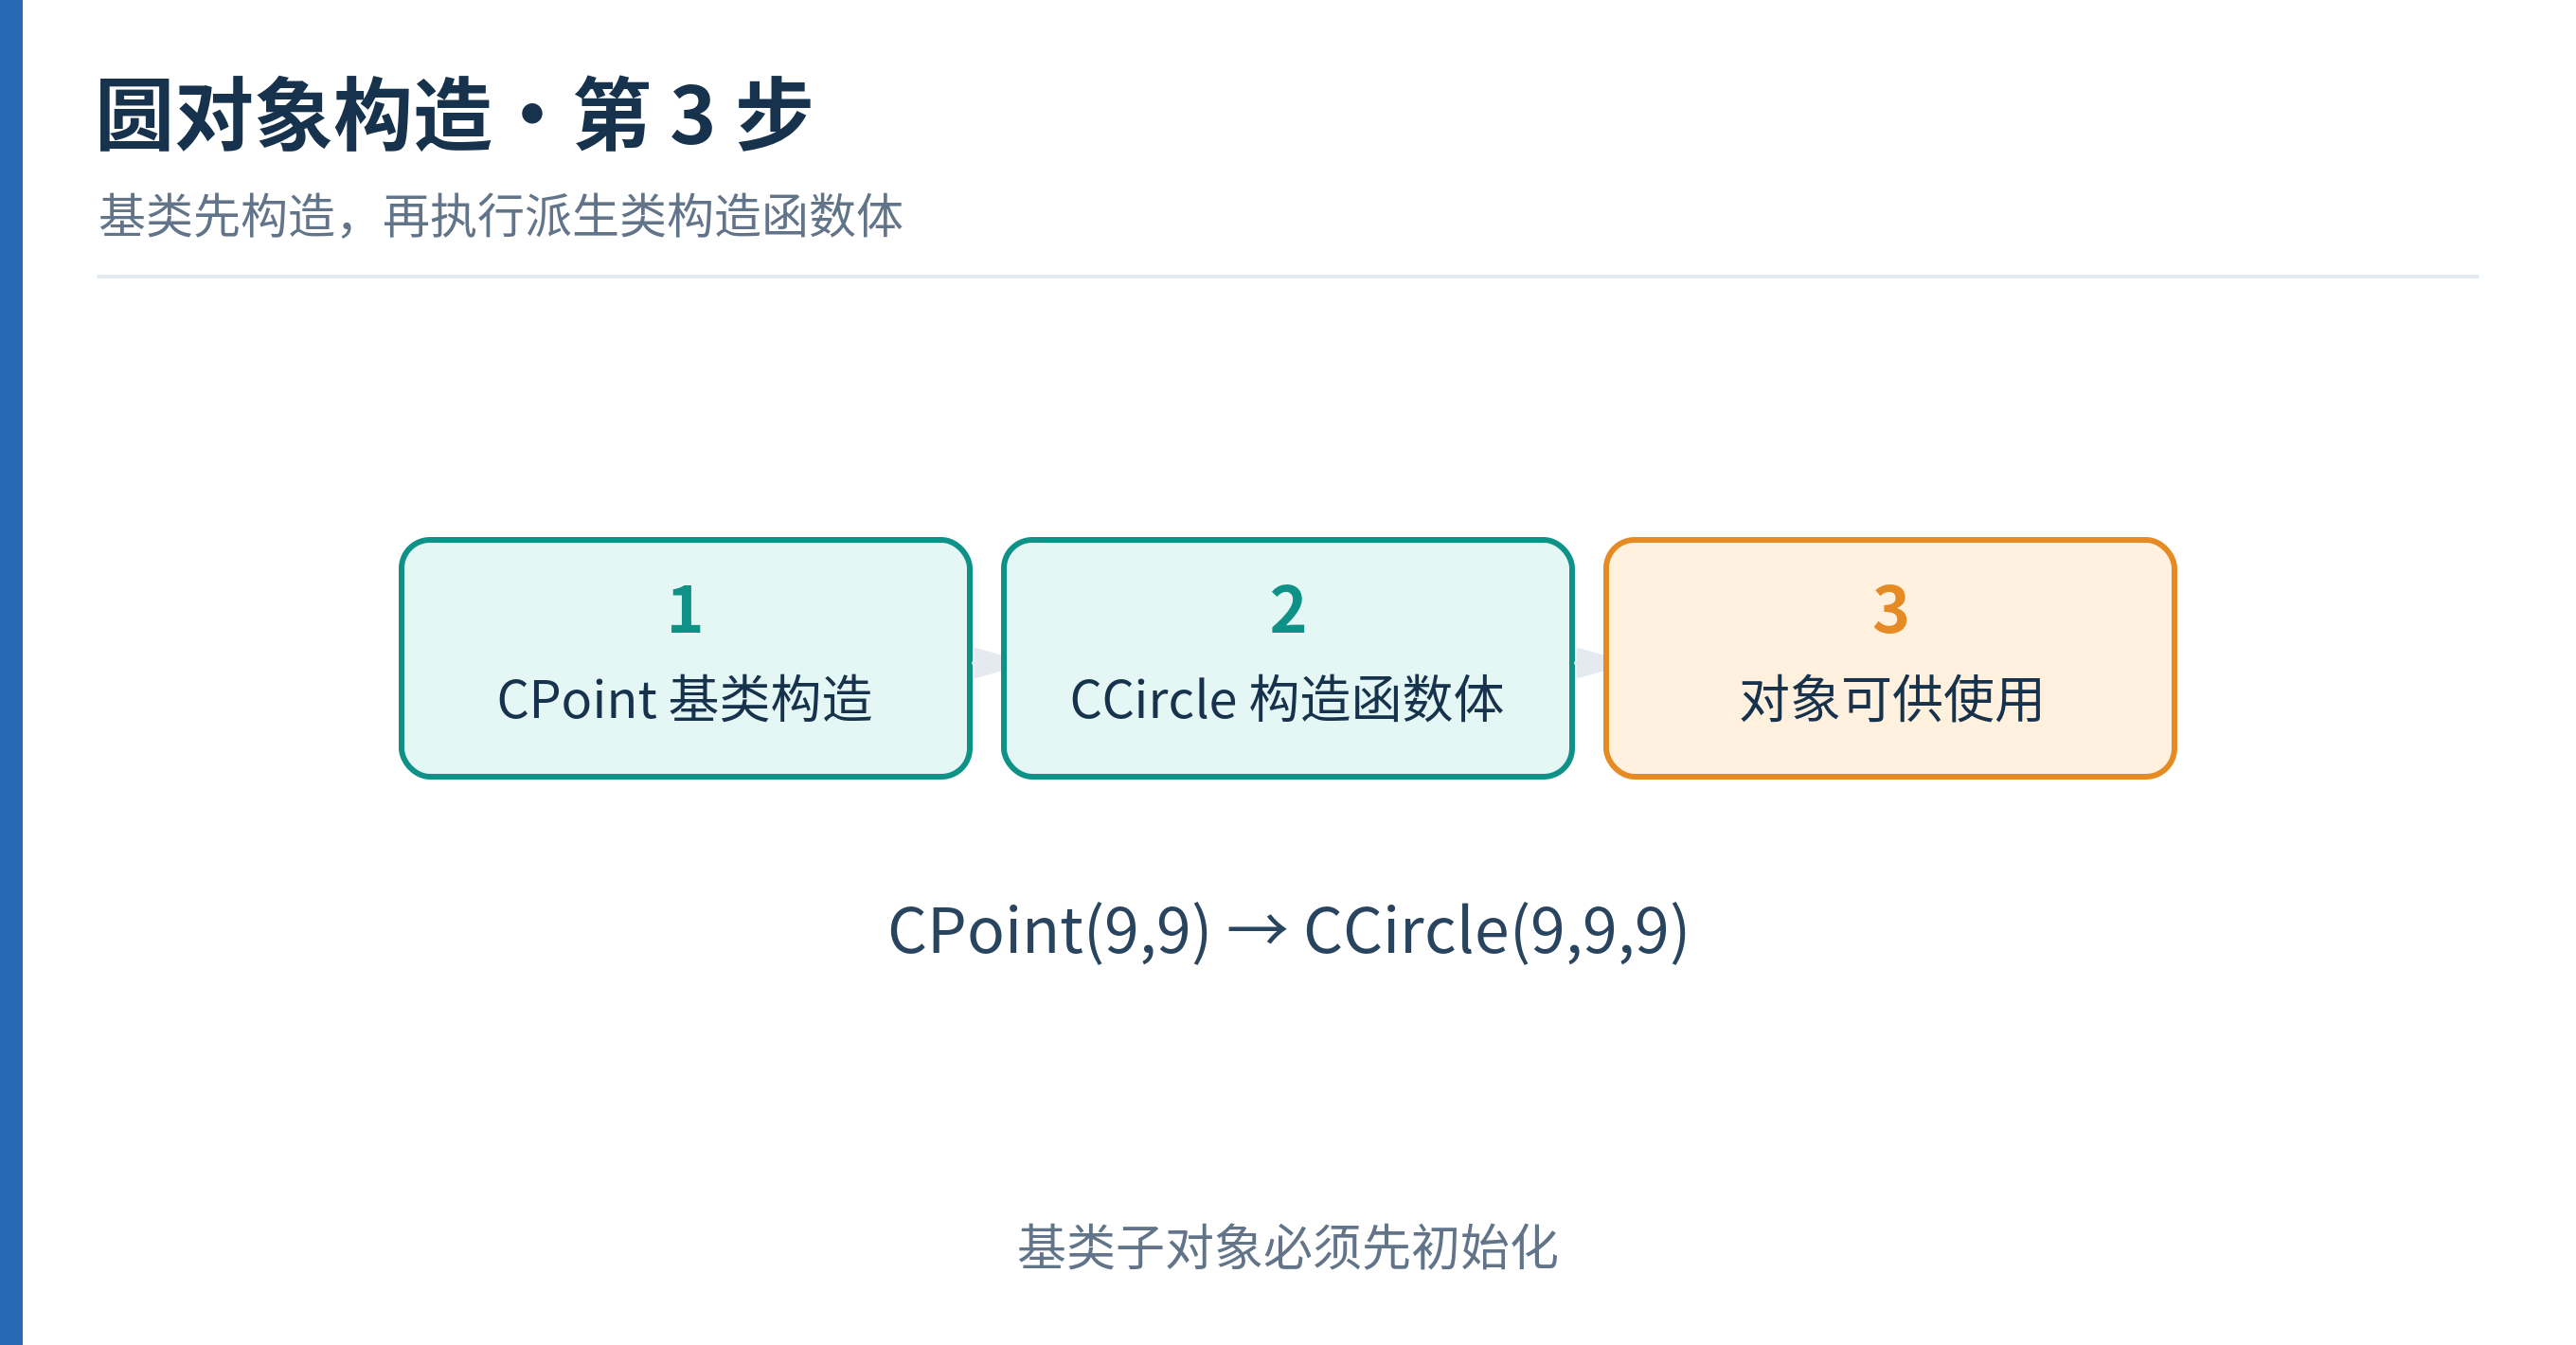 圆对象构造·第 3 步
基类先构造，再执行派生类构造函数体
1
CPoint 基类构造
2
CCircle 构造函数体
3
对象可供使用
CPoint(9,9) → CCircle(9,9,9)
基类子对象必须先初始化